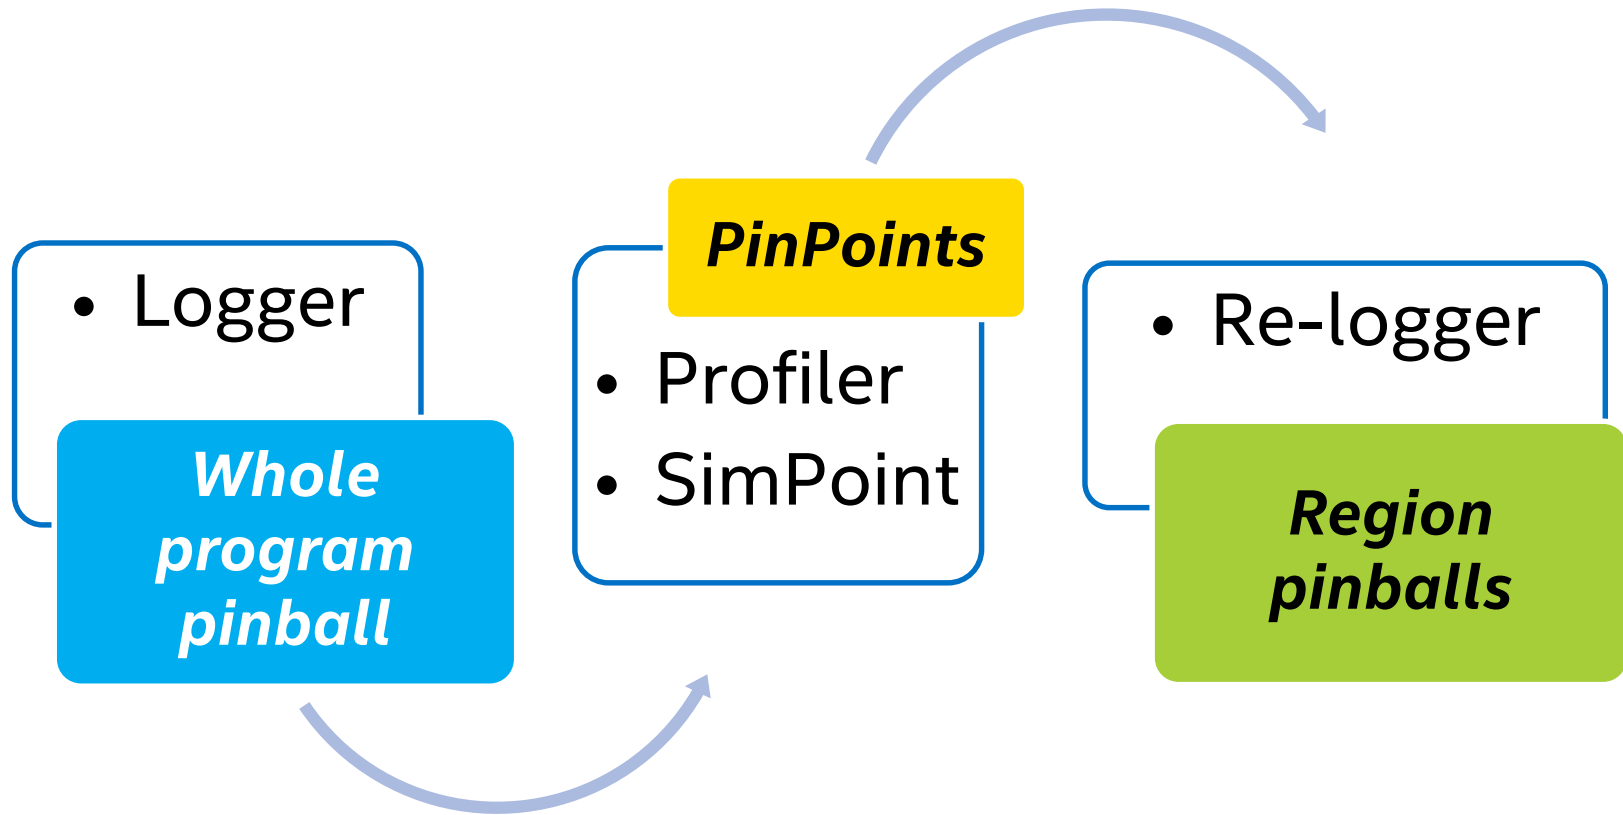 • Logger
Whole
program
pinball
PinPoints
• Profiler
• SimPoint
• Re-logger
Region
pinballs